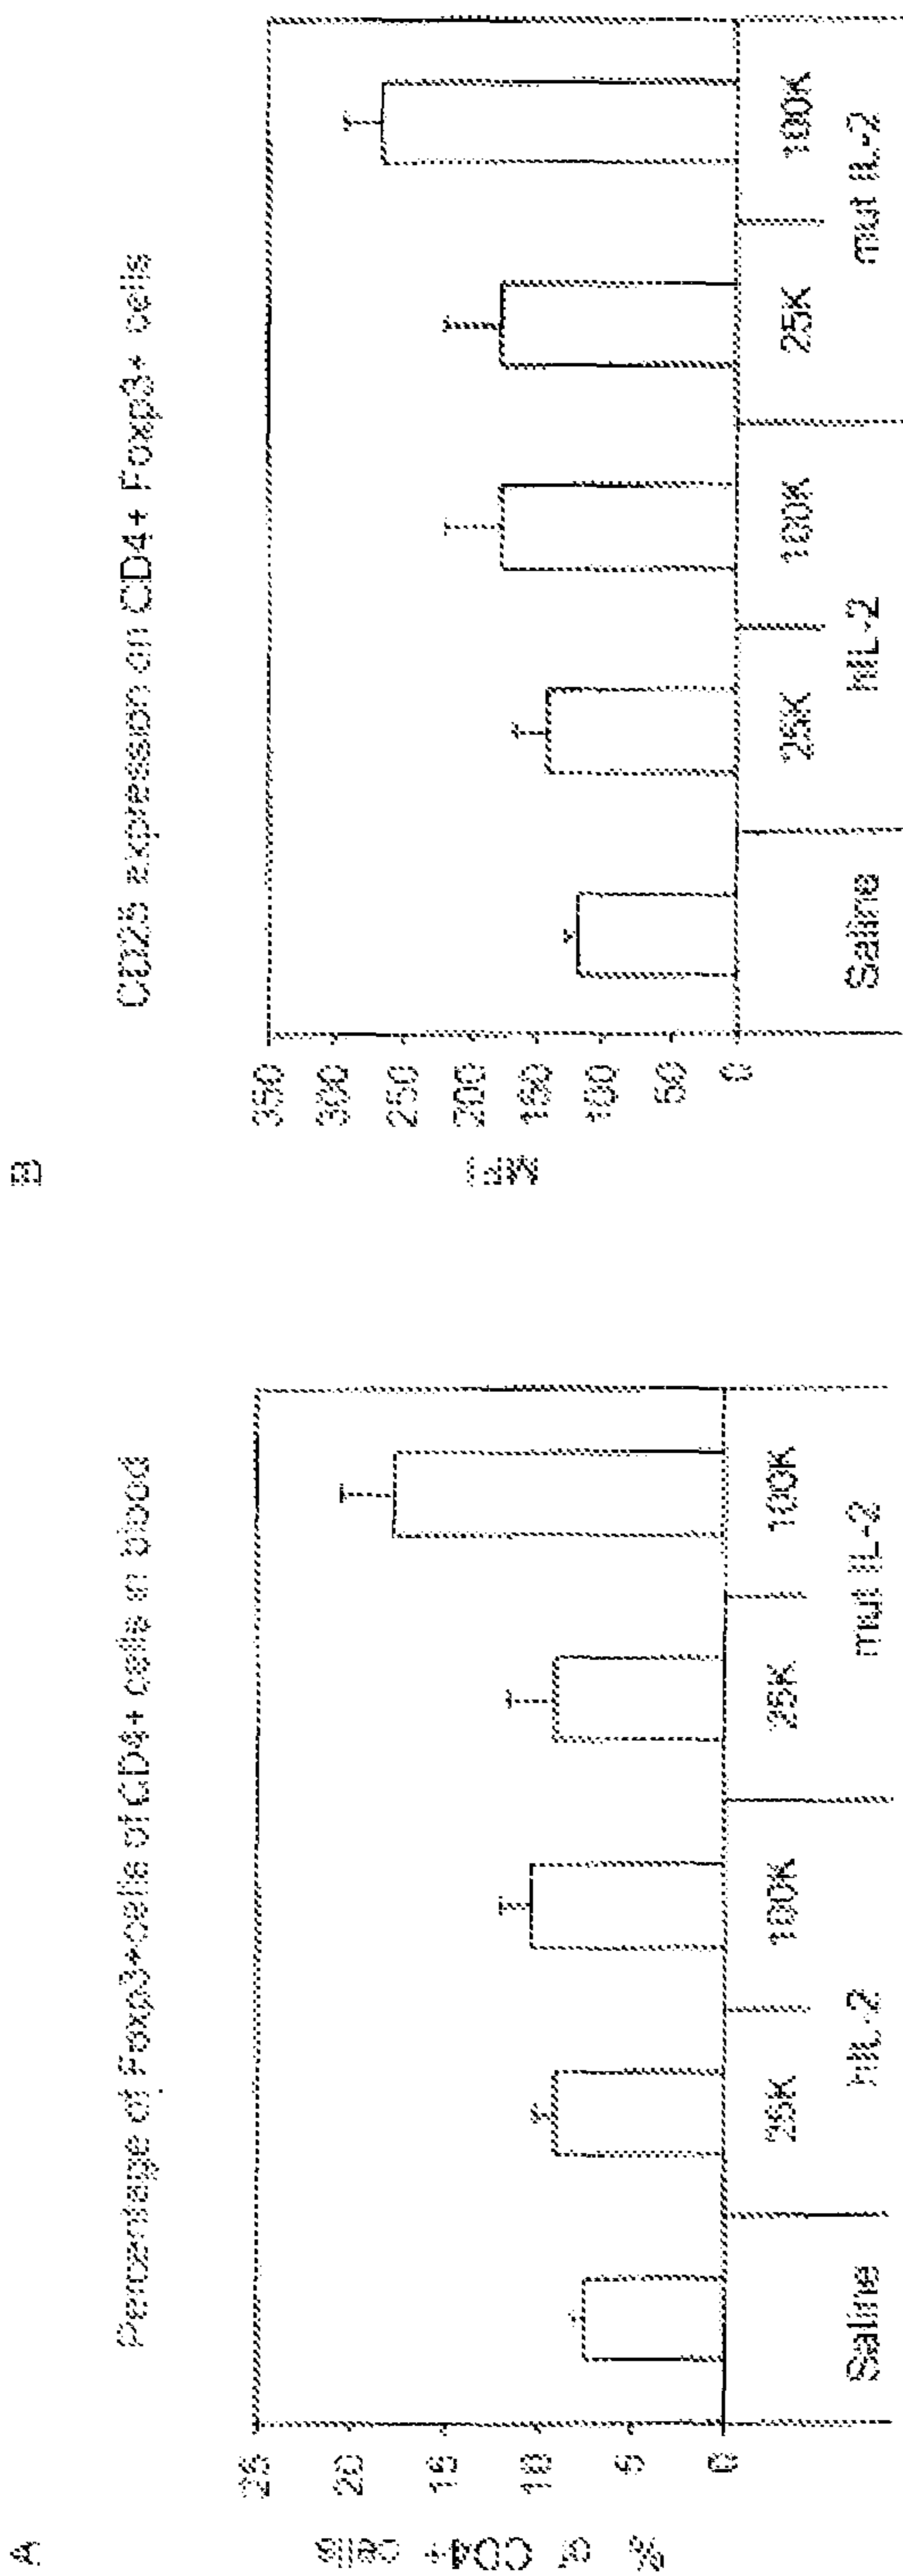 A
Percentage of Foxp3+cells of CD4+ cells in blood
% of CD4+ cells
25
20
15
10
5
0
Saline
25K
100K
25K
100K
hIL-2
mut IL-2
B
CD25 expression on CD4+ Foxp3+ cells
MFI
350
300
250
200
150
100
50
0
Saline
25K
100K
25K
100K
hIL-2
mut IL-2